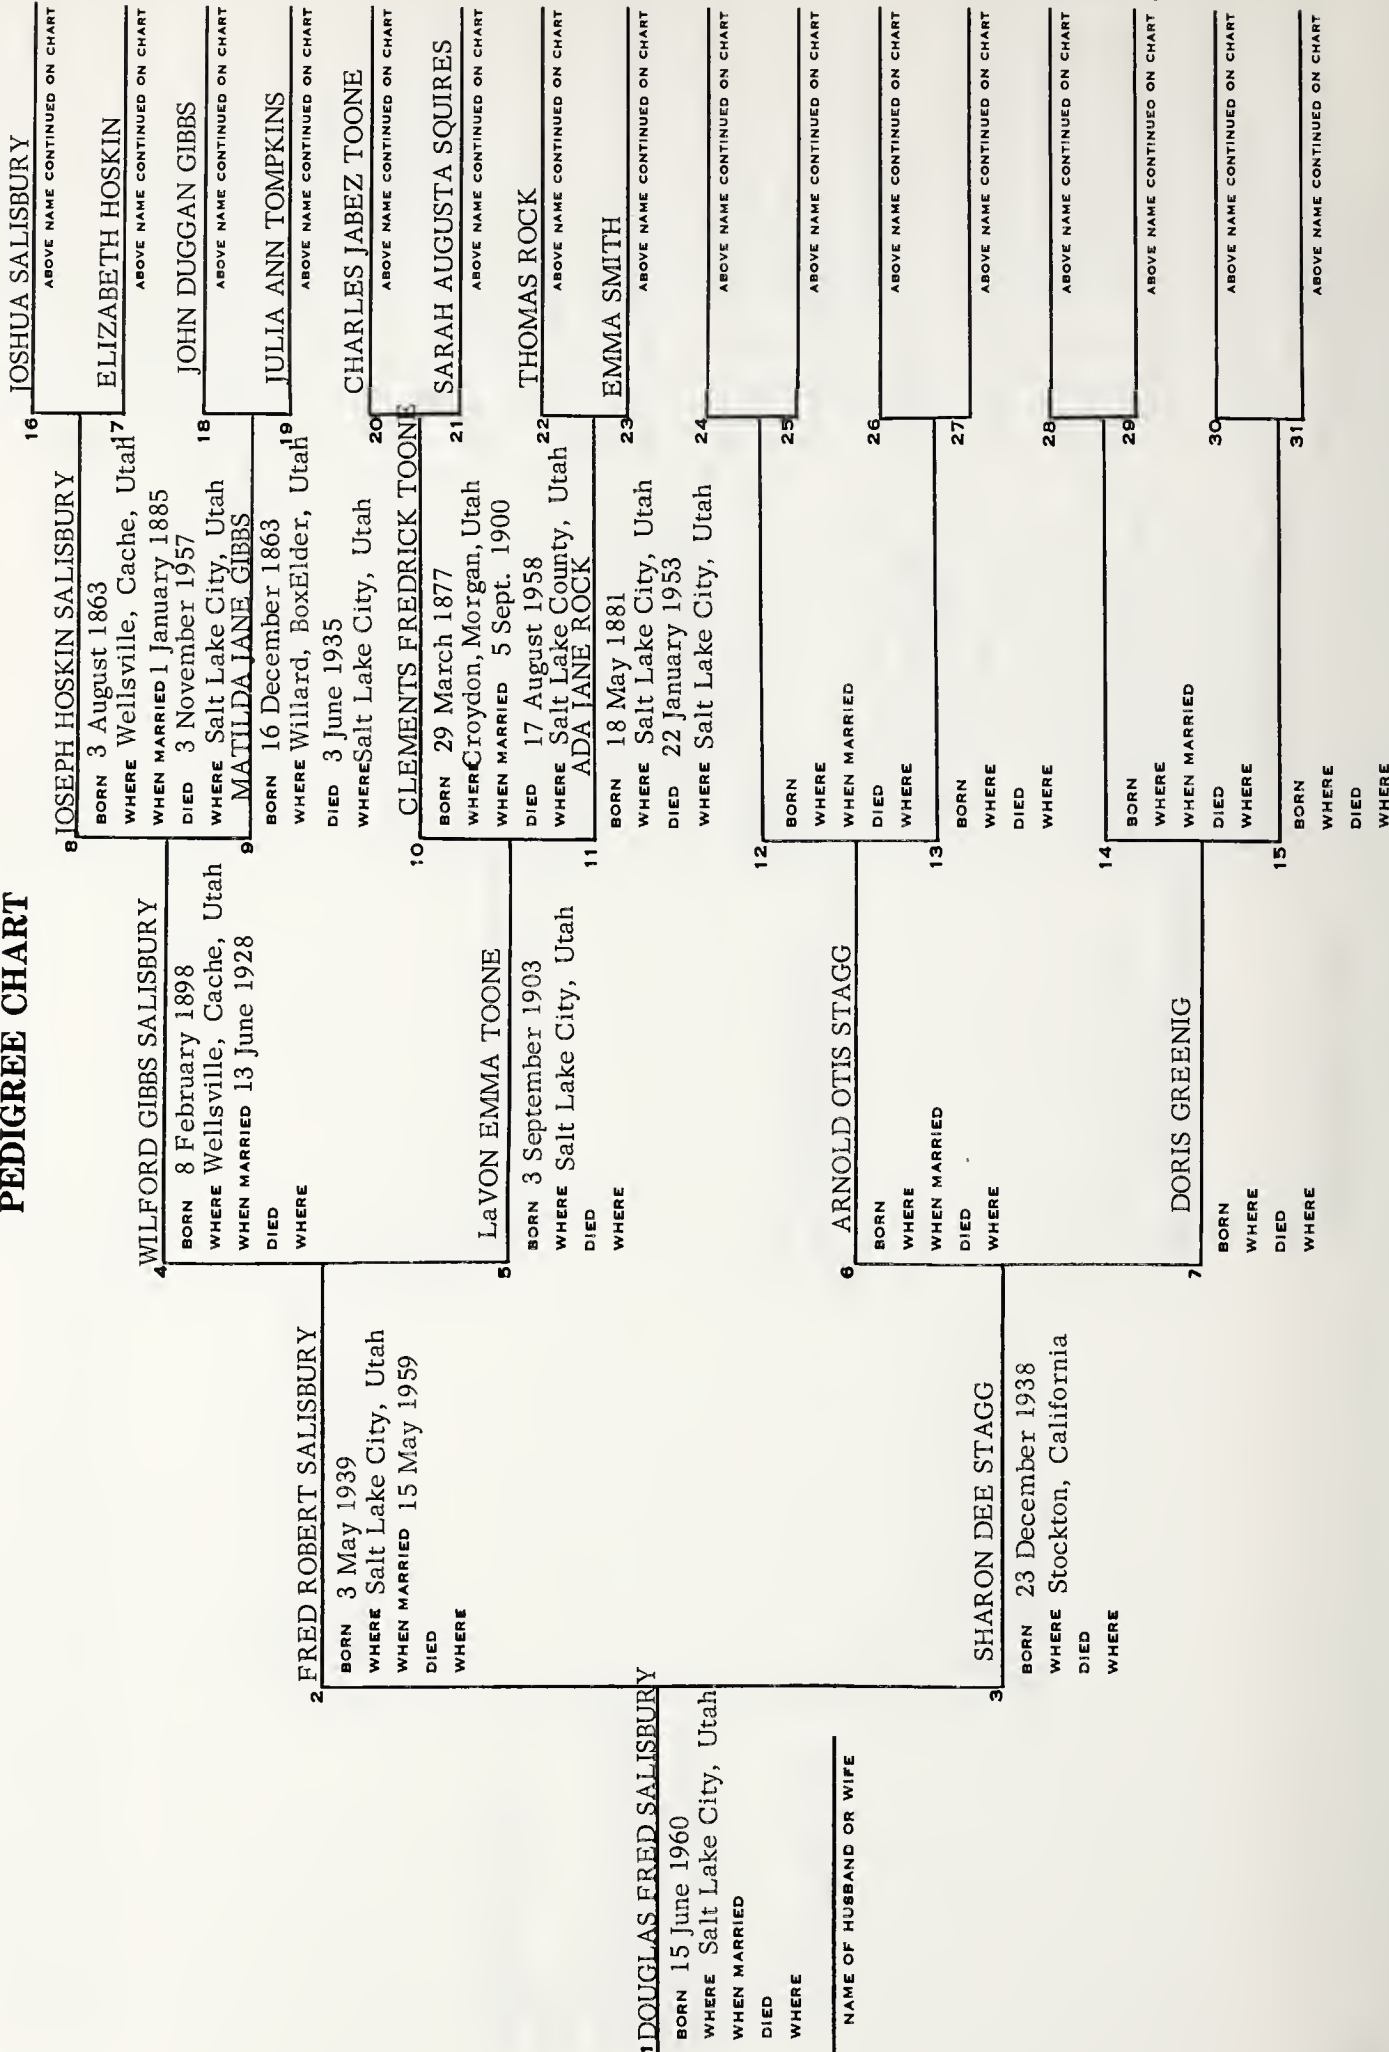 PEDIGREE CHART
1 DOUGLAS FRED SALISBURY
BORN 15 June 1960
WHERE Salt Lake City, Utah
WHEN MARRIED
DIED
WHERE
NAME OF HUSBAND OR WIFE
2 FRED ROBERT SALISBURY
BORN 3 May 1939
WHERE Salt Lake City, Utah
WHEN MARRIED 15 May 1959
DIED
WHERE
3 SHARON DEE STAGG
BORN 23 December 1938
WHERE Stockton, California
DIED
WHERE
4 WILFORD GIBBS SALISBURY
BORN 8 February 1898
WHERE Wellsville, Cache, Utah
WHEN MARRIED 13 June 1928
DIED
WHERE
5 LaVON EMMA TOONE
BORN 3 September 1903
WHERE Salt Lake City, Utah
DIED
WHERE
6 ARNOLD OTIS STAGG
BORN
WHERE
WHEN MARRIED
DIED
WHERE
7 DORIS GREENIG
BORN
WHERE
DIED
WHERE
8 JOSEPH HOSKIN SALISBURY
BORN 3 August 1863
WHERE Wellsville, Cache, Utah
WHEN MARRIED 1 January 1885
DIED 3 November 1957
WHERE Salt Lake City, Utah
9 MATILDA JANE GIBBS
BORN 16 December 1863
WHERE Willard, BoxElder, Utah
DIED 3 June 1935
WHERE Salt Lake City, Utah
10 CLEMENTS FREDRICK TOONE
BORN 29 March 1877
WHERE Croydon, Morgan, Utah
WHEN MARRIED 5 Sept. 1900
DIED 17 August 1958
WHERE Salt Lake County, Utah
11 ADA JANE ROCK
BORN 18 May 1881
WHERE Salt Lake City, Utah
DIED 22 January 1953
WHERE Salt Lake City, Utah
12
BORN
WHERE
WHEN MARRIED
DIED
WHERE
13
BORN
WHERE
DIED
WHERE
14
BORN
WHERE
WHEN MARRIED
DIED
WHERE
15
BORN
WHERE
DIED
WHERE
16 JOSHUA SALISBURY
ABOVE NAME CONTINUED ON CHART
17 ELIZABETH HOSKIN
ABOVE NAME CONTINUED ON CHART
18 JOHN DUGGAN GIBBS
ABOVE NAME CONTINUED ON CHART
19 JULIA ANN TOMPKINS
ABOVE NAME CONTINUED ON CHART
20 CHARLES JABEZ TOONE
ABOVE NAME CONTINUED ON CHART
21 SARAH AUGUSTA SQUIRES
ABOVE NAME CONTINUED ON CHART
22 THOMAS ROCK
ABOVE NAME CONTINUED ON CHART
23 EMMA SMITH
ABOVE NAME CONTINUED ON CHART
24
ABOVE NAME CONTINUED ON CHART
25
ABOVE NAME CONTINUED ON CHART
26
ABOVE NAME CONTINUED ON CHART
27
ABOVE NAME CONTINUED ON CHART
28
ABOVE NAME CONTINUED ON CHART
29
ABOVE NAME CONTINUED ON CHART
30
ABOVE NAME CONTINUED ON CHART
31
ABOVE NAME CONTINUED ON CHART